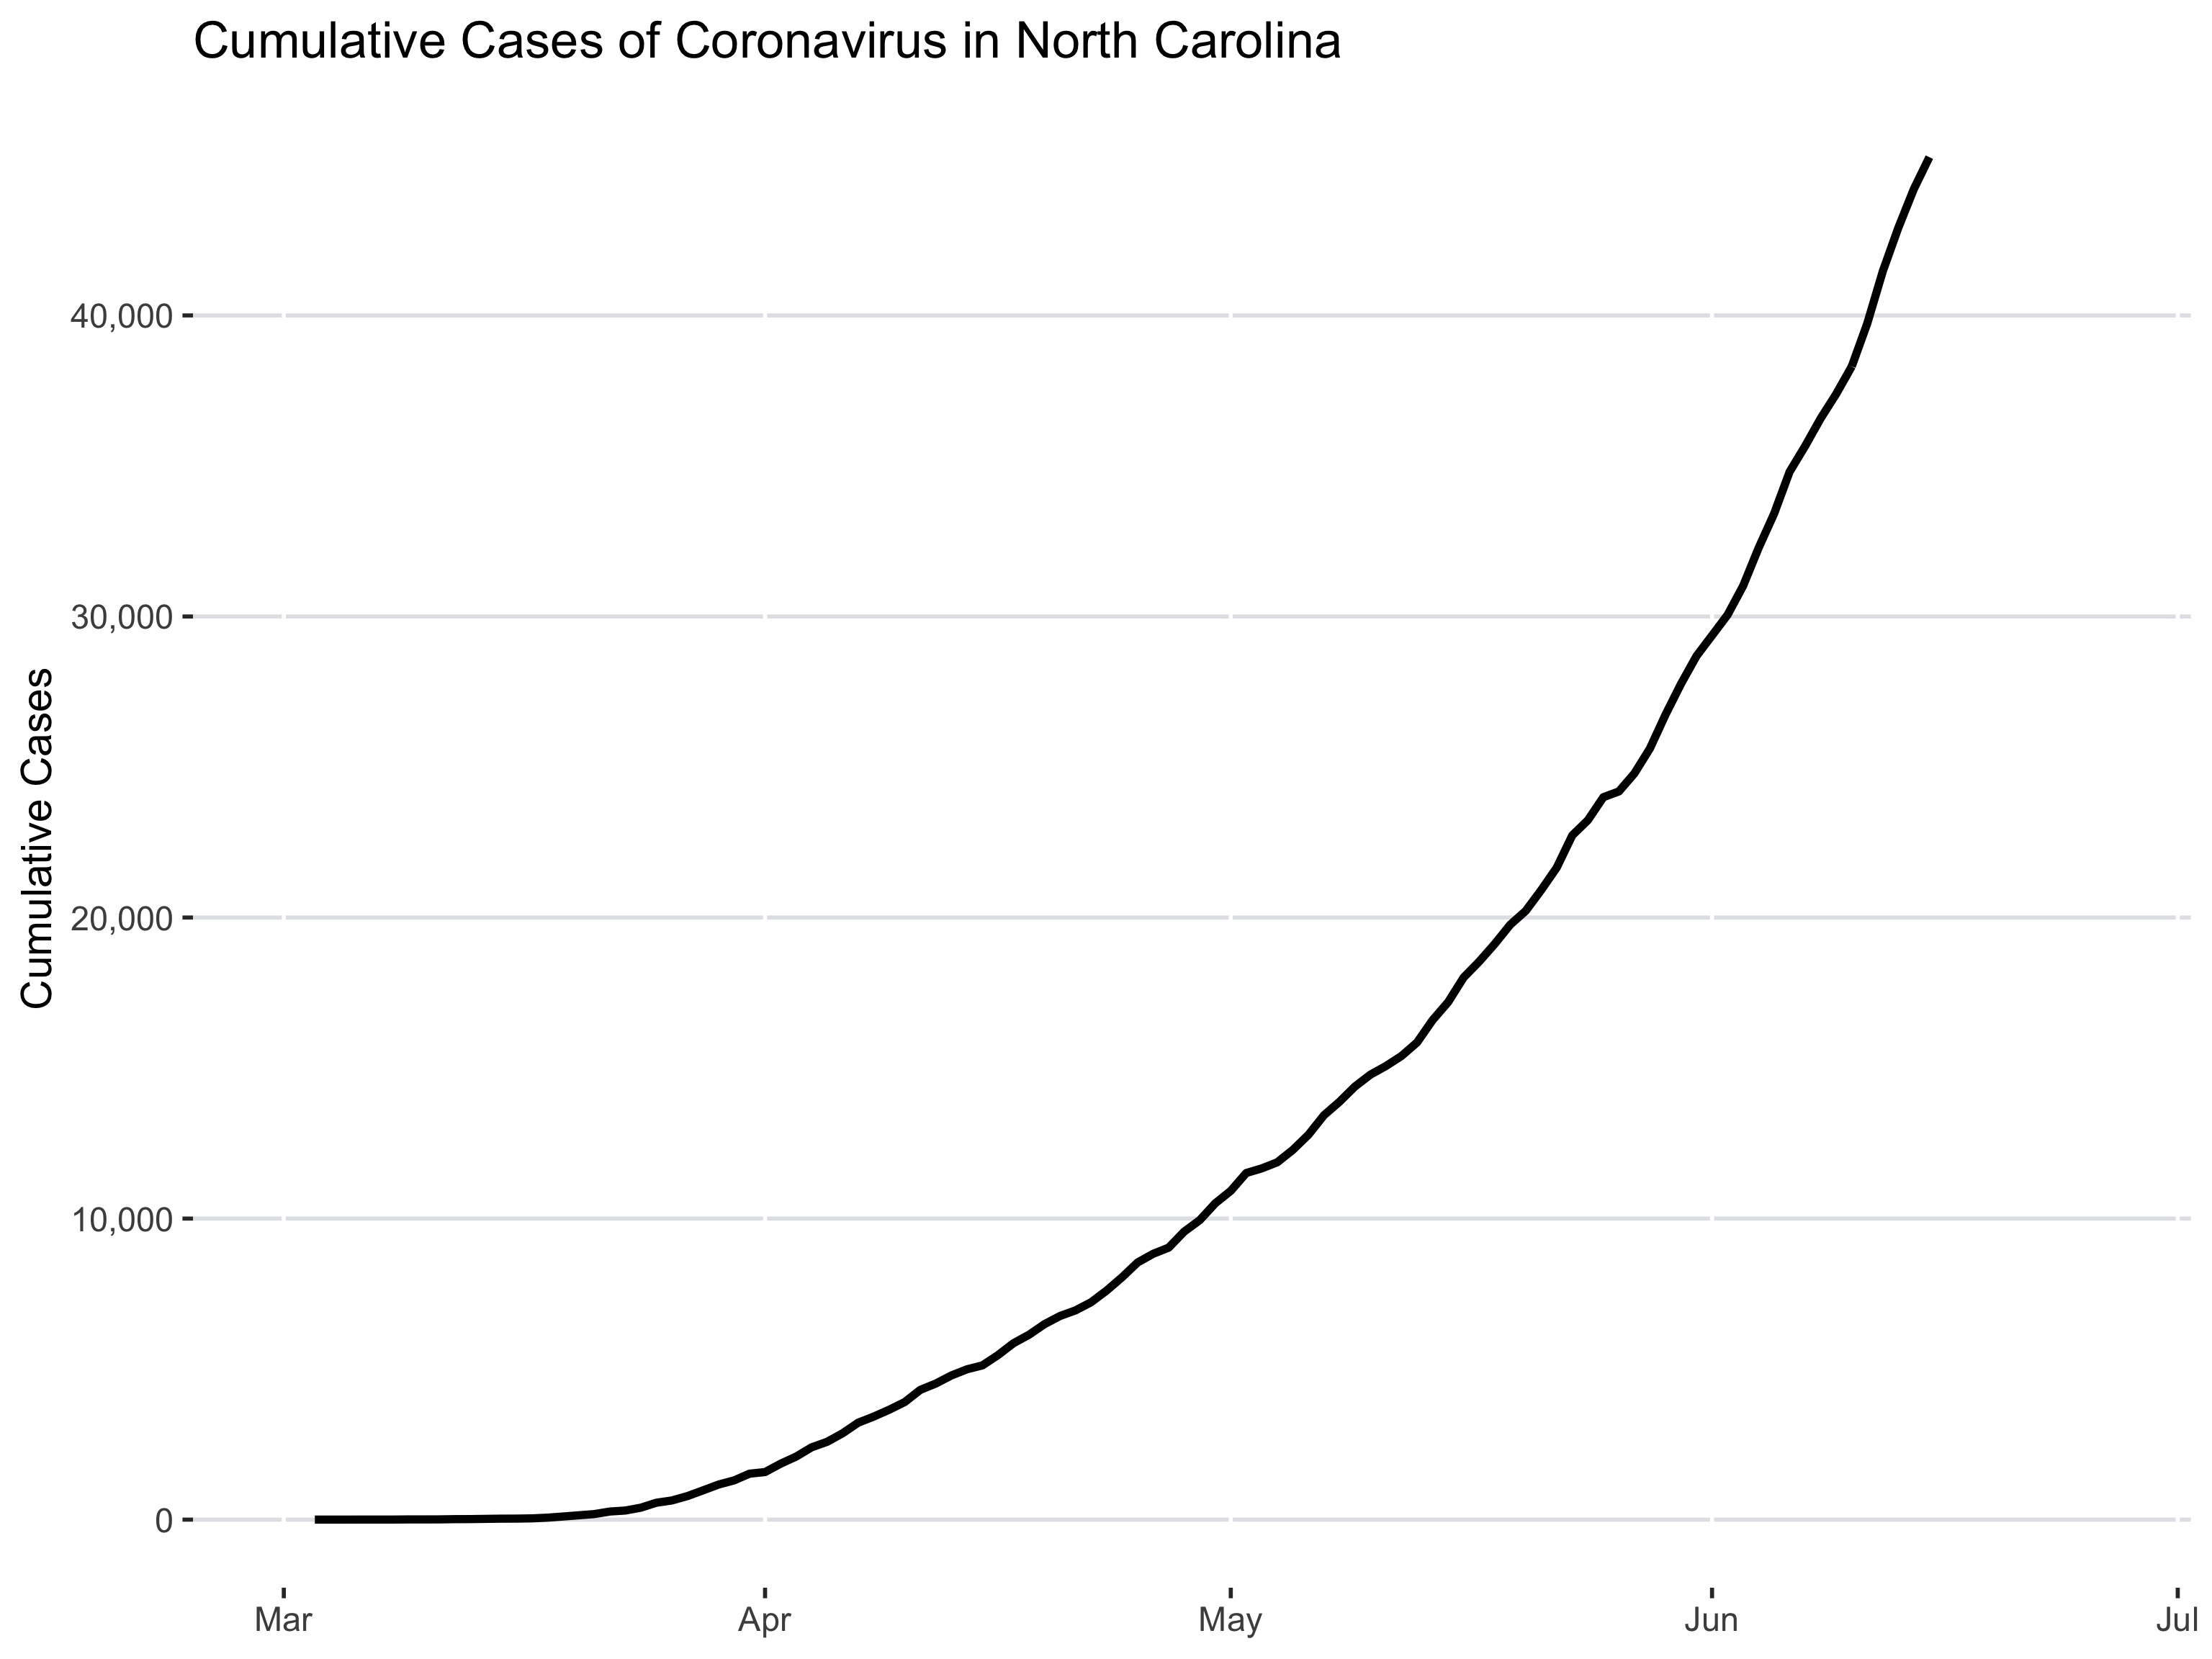 Cumulative Cases of Coronavirus in North Carolina
Cumulative Cases
40,000
30,000
20,000
10,000
0
Mar Apr May Jun Jul